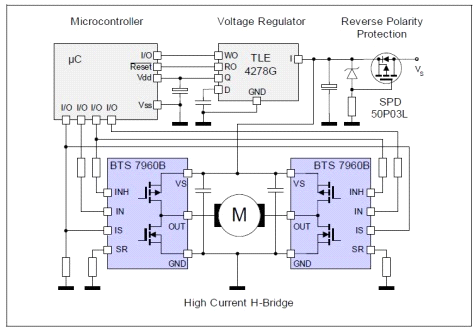 Microcontroller
Voltage Regulator
Reverse Polarity
Protection
µC
I/O
Reset
Vdd
Vss
I/O I/O I/O I/O
WO
RO
Q
D
TLE
4278G
I
GND
Vs
SPD
50P03L
BTS 7960B
VS
INH
IN
IS
SR
OUT
GND
M
BTS 7960B
VS
INH
IN
IS
SR
OUT
GND
High Current H-Bridge